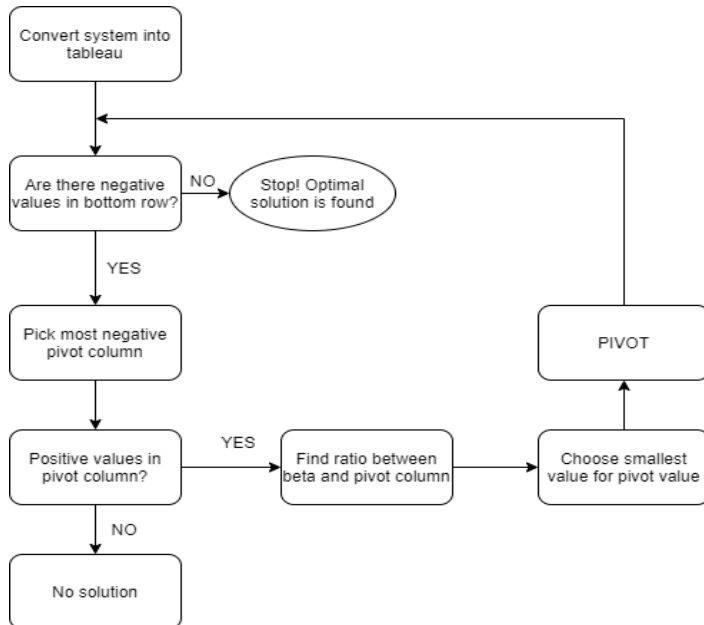 Convert system into
tableau
Are there negative
values in bottom row?
NO
Stop! Optimal
solution is found
YES
Pick most negative
pivot column
PIVOT
Positive values in
pivot column?
YES
Find ratio between
beta and pivot column
Choose smallest
value for pivot value
NO
No solution